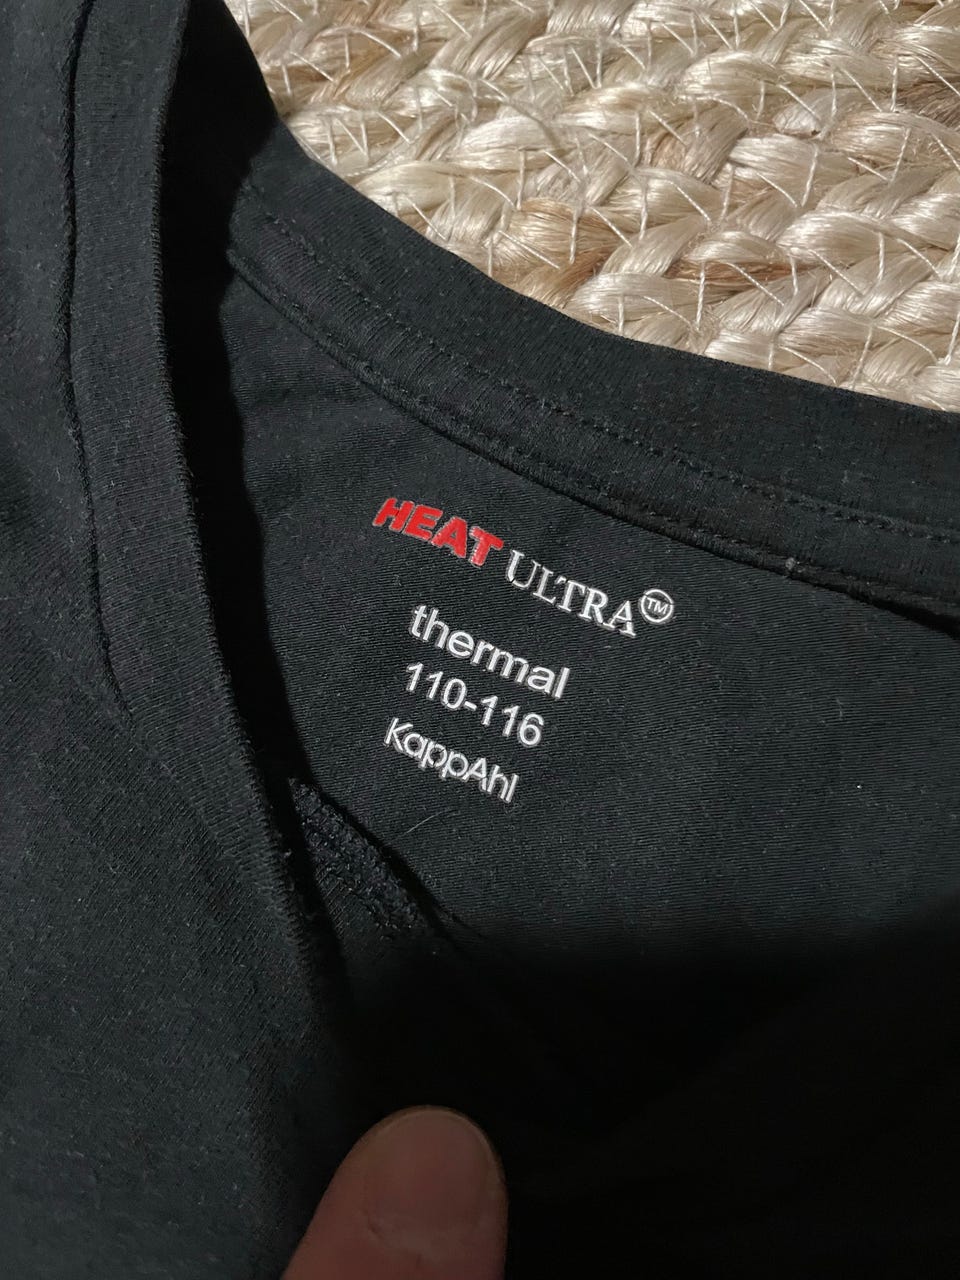 HEAT ULTRA™
thermal
110-116
KappAhl